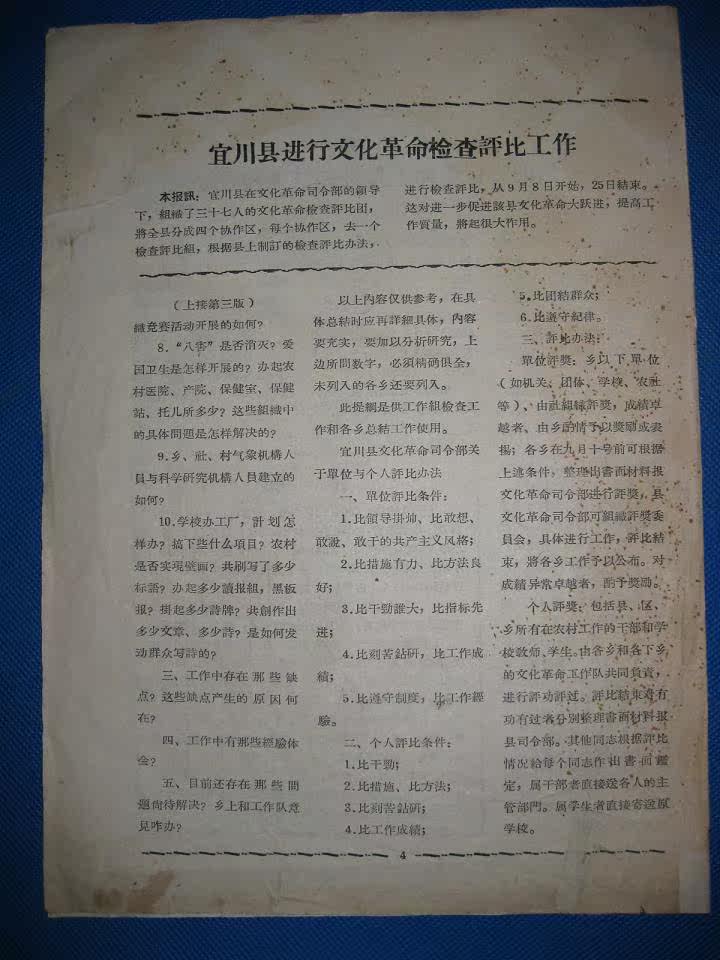 宜川县进行文化革命检查評比工作
本报訊：宜川县在文化革命司令部的領导
下，組織了三十七人的文化革命检查評比团，
將全县分成四个协作区，每个协作区，去一个
检查評比組，根据县上制訂的检查評比办法，
进行检查評比，从9月8日开始，25日結束。
这对进一步促进該县文化革命大跃进，提高工
作質量，將起很大作用。
（上接第三版）
織竞赛活动开展的如何？
8．“八害”是否消灭？爱
园卫生是怎样开展的？办起农
村医院、产院、保健室、保健
站、托儿所多少？这些組織中
的具体問題是怎样解决的？
9．乡、社、村气象机構人
員与科学研究机構人員建立的
如何？
10．学校办工厂，計划怎
样办？搞下些什么項目？农村
是否实现壁画？共刷写了多少
标語？办起多少讀报組，黑板
报？掛起多少詩牌？共創作出
多少文章、多少詩？是如何发
动群众写詩的？
三、工作中存在那些缺
点？这些缺点产生的原因何
在？
四、工作中有那些經驗体
会？
五、目前还存在那些問
題尙待解决？乡上和工作队意
見咋办？
以上內容仅供参考，在具
体总結时应再詳細具体，內容
要充实，要加以分析研究，上
边所問数字，必須精确俱全，
未列入的各乡还要列入。
此提綱是供工作組检查工
作和各乡总結工作使用。
宜川县文化革命司令部关
于單位与个人評比办法
一、單位評比条件：
1．比領导掛帅、比敢想、
敢說、敢干的共产主义风格；
2．比措施有力、比方法良
好；
3．比干勁誰大，比指标先
进；
4．比刻苦鉆研，比工作成
績；
5．比遵守制度，比工作經
驗。
二、个人評比条件：
1．比干勁；
2．比措施、比方法；
3．比刻苦鉆研；
4．比工作成績；
5．比团結群众；
6．比遵守紀律。
三、評比办法：
單位評獎：乡以下單位
（如机关、团体、学校、农社
等）、由社組織評獎，成績卓
越者、由乡酌情予以獎励或表
揚；各乡在九月十号前可根据
上述条件，整理出書面材料报
文化革命司令部进行評獎，县
文化革命司令部可組織評獎委
員会，具体进行工作，評比結
束，將各乡工作予以公布。对
成績异常卓越者，酌予獎励。
个人評獎：包括县、区、
乡所有在农村工作的干部和学
校教师、学生。由各乡和各下乡
的文化革命工作队共同負責，
进行評功評过。評比結束后有
功有过者分別整理書面材料报
县司令部。其他同志根据評比
情况給每个同志作出書面鑑
定，属干部者直接送各人的主
管部門。属学生者直接寄送原
学校。
4